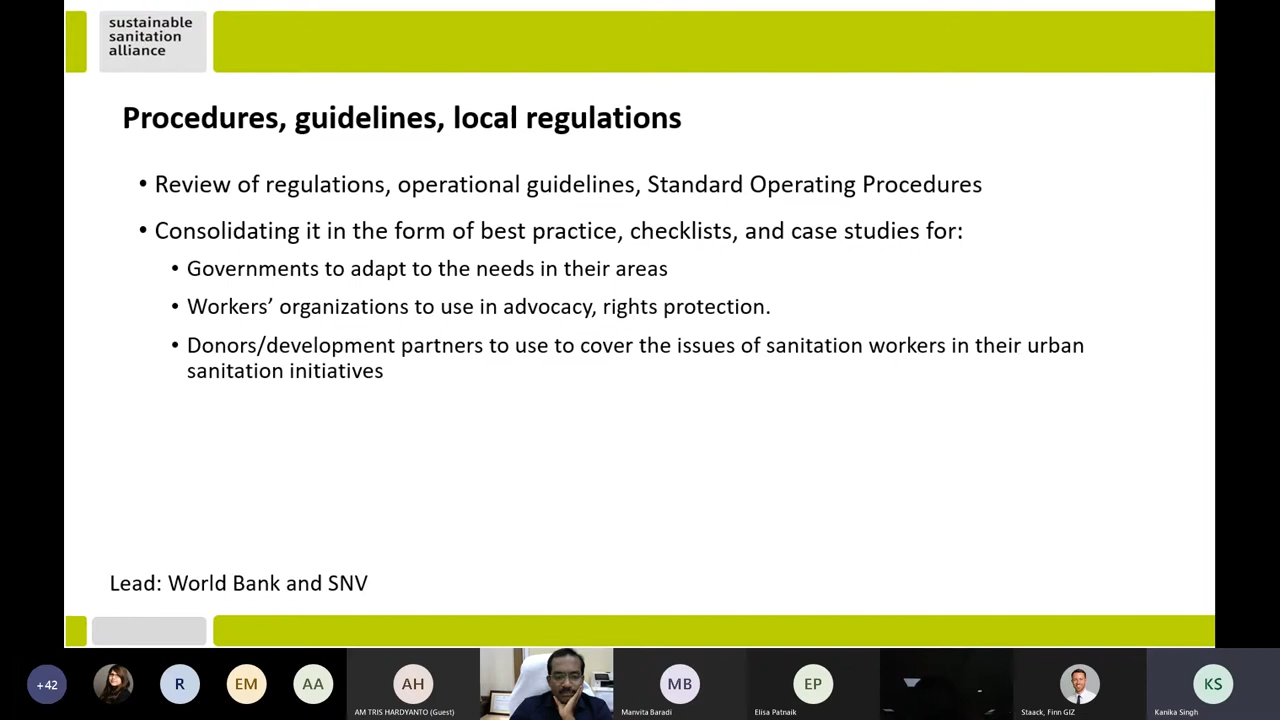 sustainable
sanitation
alliance
Procedures, guidelines, local regulations
• Review of regulations, operational guidelines, Standard Operating Procedures
• Consolidating it in the form of best practice, checklists, and case studies for:
• Governments to adapt to the needs in their areas
• Workers’ organizations to use in advocacy, rights protection.
• Donors/development partners to use to cover the issues of sanitation workers in their urban
sanitation initiatives
Lead: World Bank and SNV
+42
R
EM
AA
AH
MB
EP
KS
AM TRIS HARDYANTO (Guest)
Manvita Baradi
Elisa Patnaik
Staack, Finn GIZ
Kanika Singh